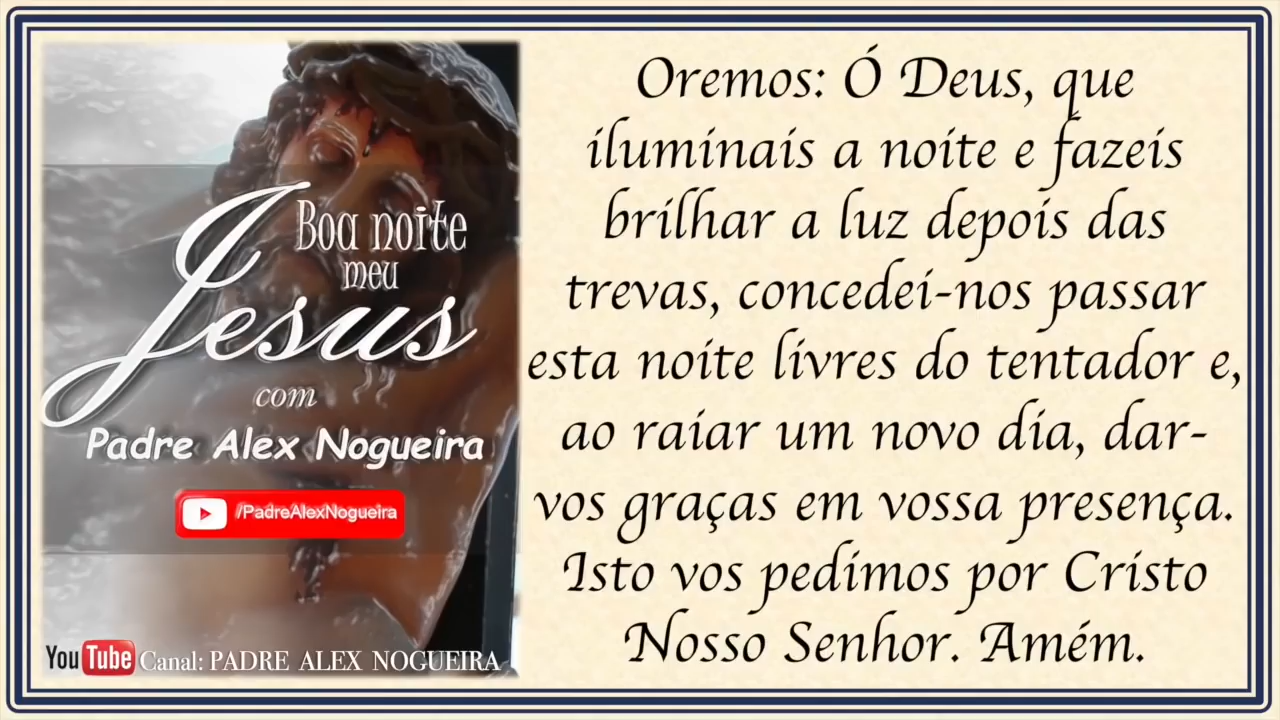 Boa noite
meu
Jesus
com
Padre Alex Nogueira
/PadreAlexNogueira
YouTube Canal: PADRE ALEX NOGUEIRA
Oremos: Ó Deus, que
iluminais a noite e fazeis
brilhar a luz depois das
trevas, concedei-nos passar
esta noite livres do tentador e,
ao raiar um novo dia, dar-
vos graças em vossa presença.
Isto vos pedimos por Cristo
Nosso Senhor. Amém.